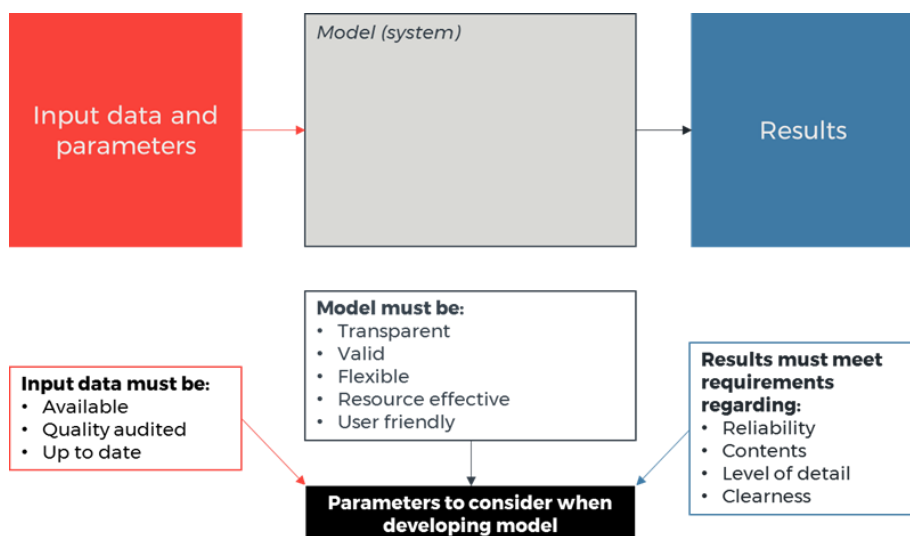 Input data and
parameters
Model (system)
Results
Input data must be:
• Available
• Quality audited
• Up to date
Model must be:
• Transparent
• Valid
• Flexible
• Resource effective
• User friendly
Results must meet
requirements
regarding:
• Reliability
• Contents
• Level of detail
• Clearness
Parameters to consider when
developing model